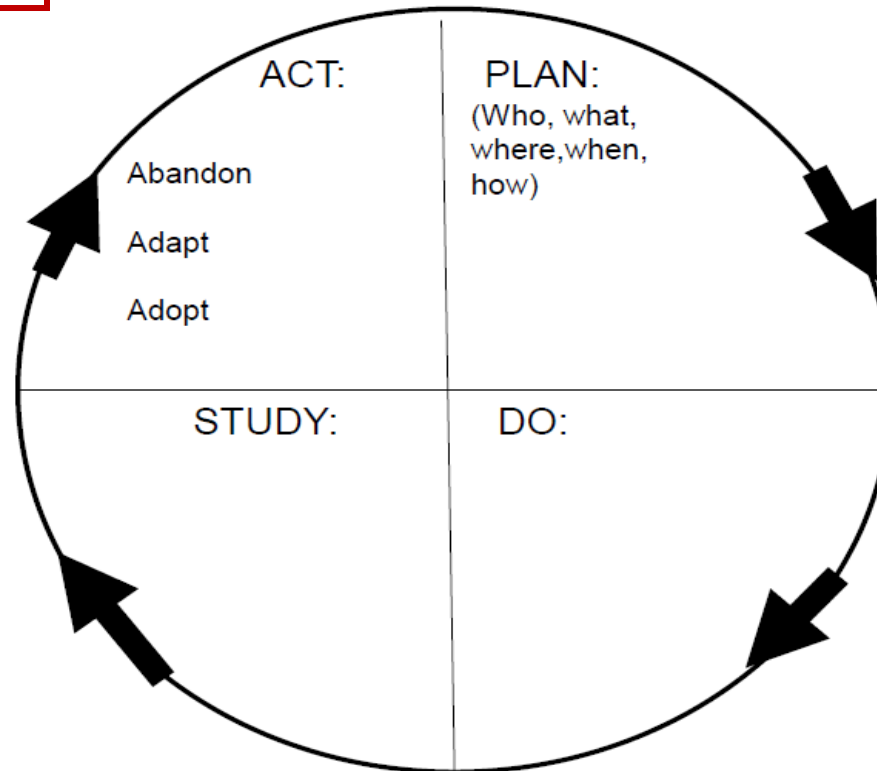 ACT:
Abandon
Adapt
Adopt
PLAN:
(Who, what,
where,when,
how)
STUDY:
DO: